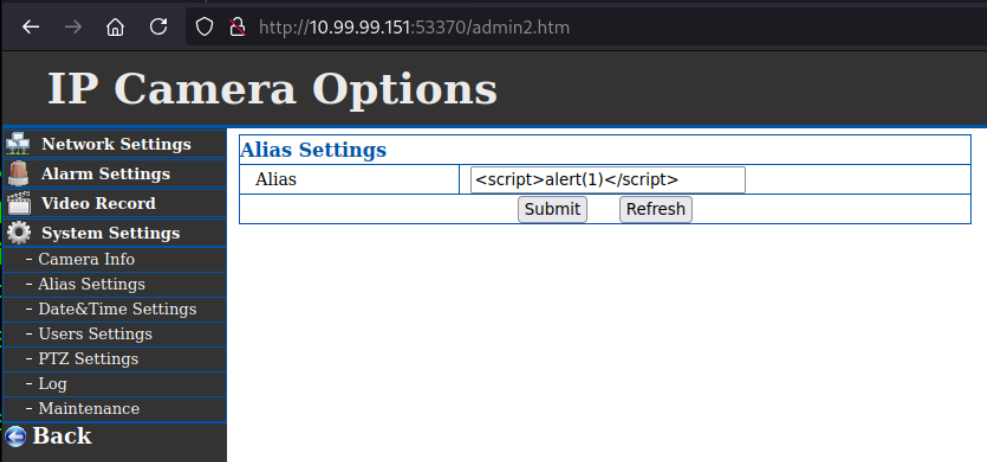 http://10.99.99.151:53370/admin2.htm
IP Camera Options
Network Settings
Alarm Settings
Video Record
System Settings
- Camera Info
- Alias Settings
- Date&Time Settings
- Users Settings
- PTZ Settings
- Log
- Maintenance
Back
Alias Settings
Alias <script>alert(1)</script>
Submit Refresh